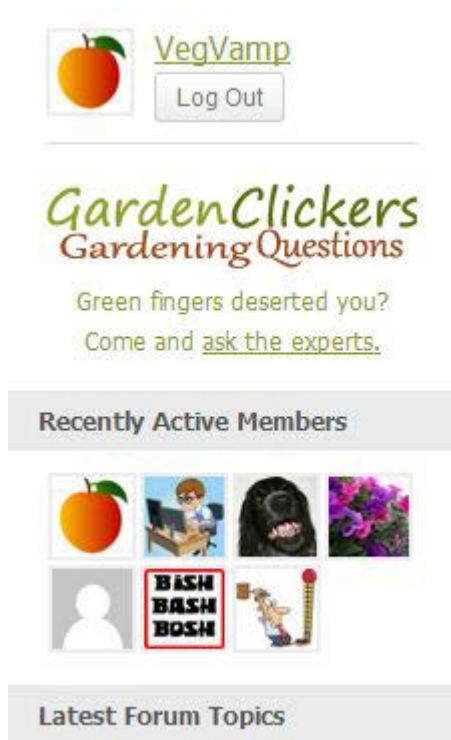 VegVamp
Log Out
GardenClickers
Gardening Questions
Green fingers deserted you?
Come and ask the experts.
Recently Active Members
BISH
BASH
BOSH
Latest Forum Topics